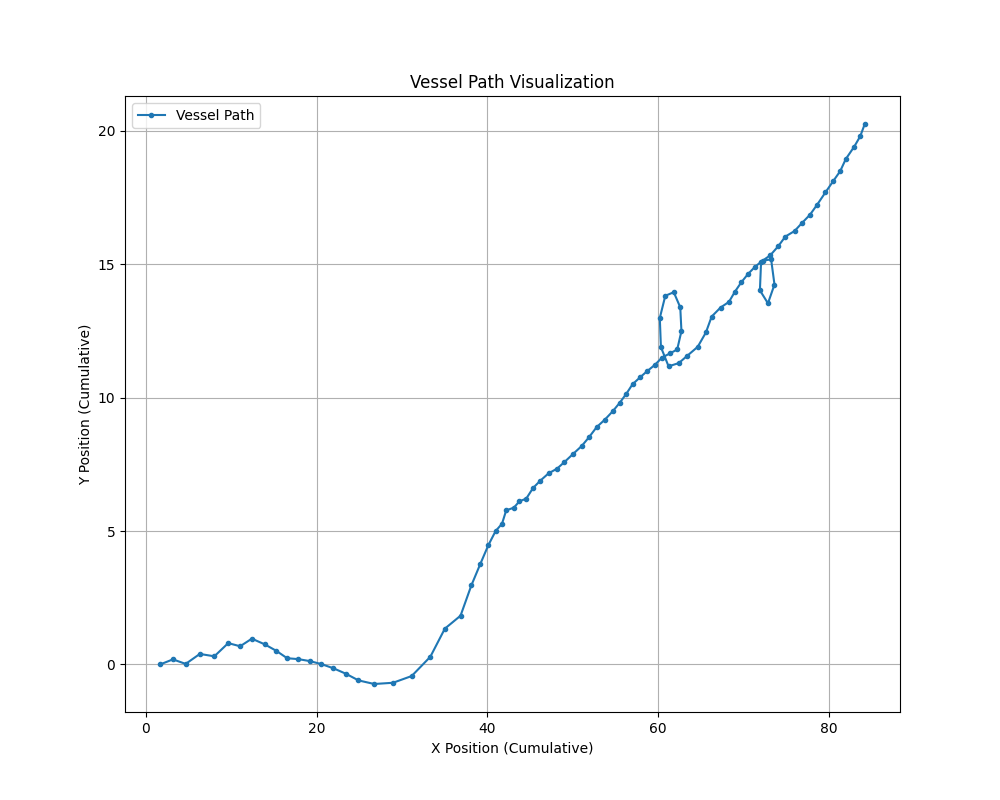 Vessel Path Visualization
Vessel Path
20
15
10
5
0
Y Position (Cumulative)
0 20 40 60 80
X Position (Cumulative)